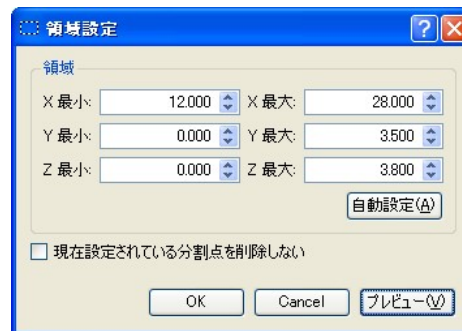 領域設定
領域
X 最小: 12.000 X 最大: 28.000
Y 最小: 0.000 Y 最大: 3.500
Z 最小: 0.000 Z 最大: 3.800
自動設定(A)
現在設定されている分割点を削除しない
OK Cancel プレビュー(V)